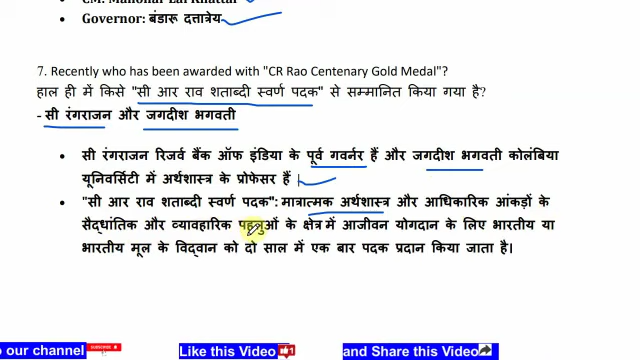 CM: Manohar Lal Khattar
• Governor: बंडारू दत्तात्रेय
7. Recently who has been awarded with "CR Rao Centenary Gold Medal"?
हाल ही में किसे "सी आर राव शताब्दी स्वर्ण पदक" से सम्मानित किया गया है?
- सी रंगराजन और जगदीश भगवती
• सी रंगराजन रिजर्व बैंक ऑफ इंडिया के पूर्व गवर्नर हैं और जगदीश भगवती कोलंबिया
यूनिवर्सिटी में अर्थशास्त्र के प्रोफेसर हैं।
• "सी आर राव शताब्दी स्वर्ण पदक": मात्रात्मक अर्थशास्त्र और आधिकारिक आंकड़ों के
सैद्धांतिक और व्यावहारिक पहलुओं के क्षेत्र में आजीवन योगदान के लिए भारतीय या
भारतीय मूल के विद्वान को दो साल में एक बार पदक प्रदान किया जाता है।
o our channel SUBSCRIBE Like this Video and Share this Video